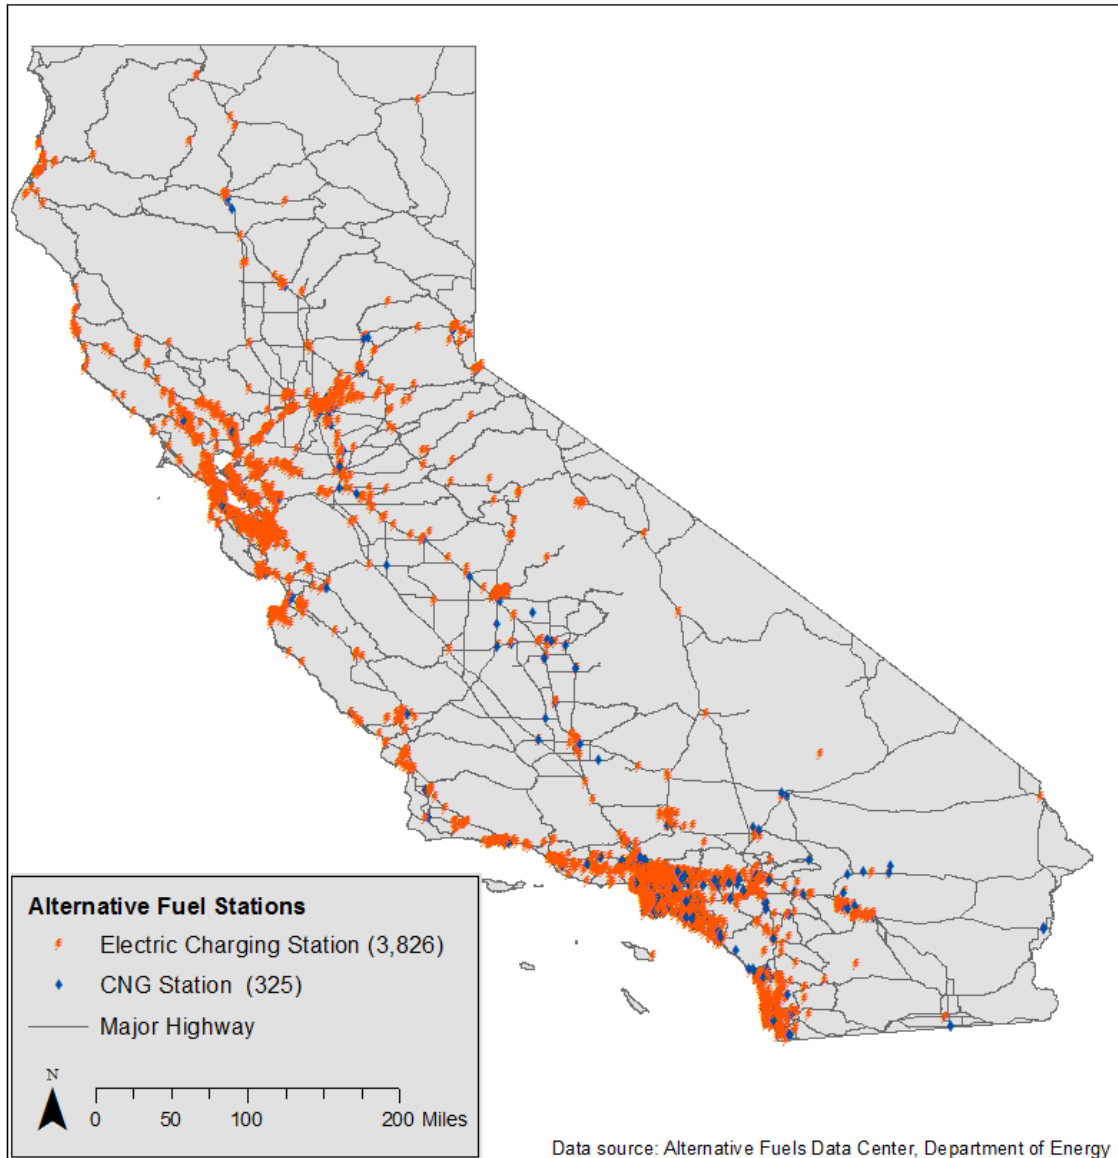 Alternative Fuel Stations
Electric Charging Station (3,826)
CNG Station (325)
Major Highway
N
0 50 100 200 Miles
Data source: Alternative Fuels Data Center, Department of Energy